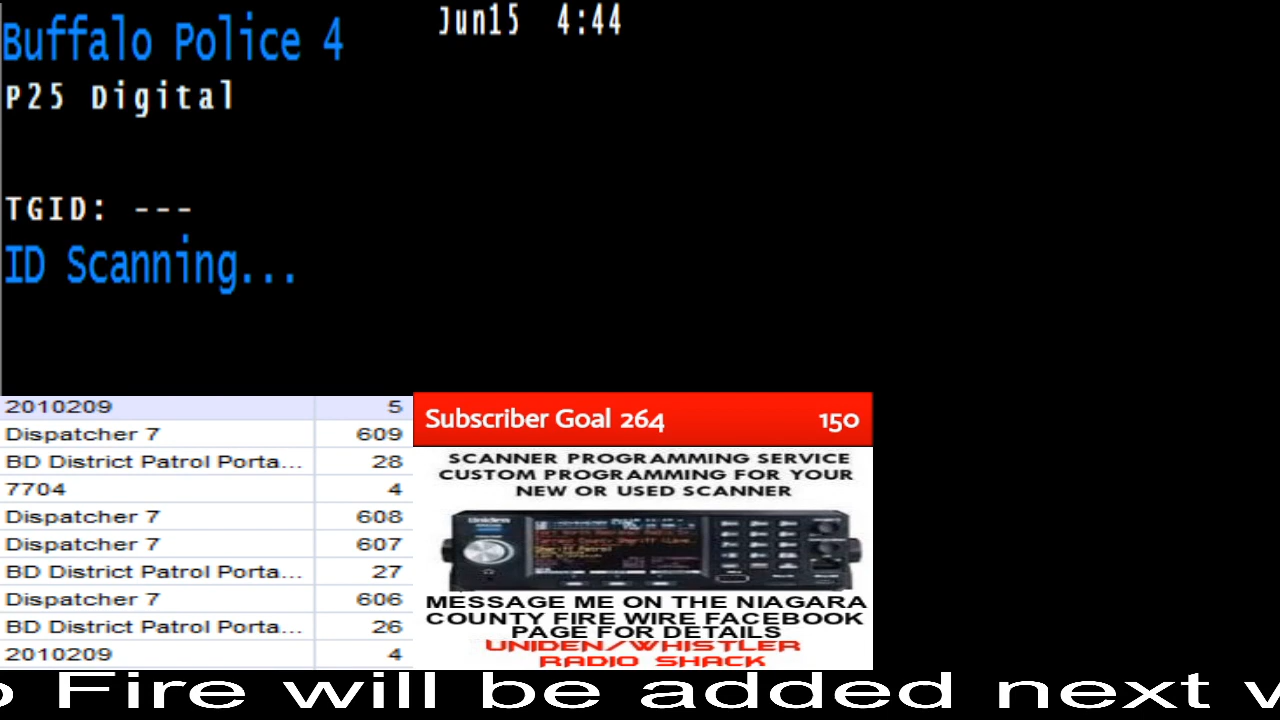 Buffalo Police 4
Jun15 4:44
P25 Digital
TGID: ---
ID Scanning...
2010209 5
Dispatcher 7 609
BD District Patrol Porta... 28
7704 4
Dispatcher 7 608
Dispatcher 7 607
BD District Patrol Porta... 27
Dispatcher 7 606
BD District Patrol Porta... 26
2010209 4
Subscriber Goal 264 150
SCANNER PROGRAMMING SERVICE
CUSTOM PROGRAMMING FOR YOUR
NEW OR USED SCANNER
Uniden
MESSAGE ME ON THE NIAGARA
COUNTY FIRE WIRE FACEBOOK
PAGE FOR DETAILS
UNIDEN/WHISTLER
RADIO SHACK
o Fire will be added next